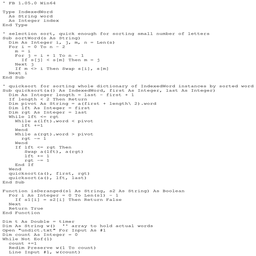 ' FB 1.05.0 Win64
Type IndexedWord
As String word
As Integer index
End Type
' selection sort, quick enough for sorting small number of letters
Sub sortWord(s As String)
Dim As Integer i, j, m, n = Len(s)
For i = 0 To n - 2
m = i
For j = i + 1 To n - 1
If s[j] < s[m] Then m = j
Next j
If m <> i Then Swap s[i], s[m]
Next i
End Sub
' quicksort for sorting whole dictionary of IndexedWord instances by sorted word
Sub quicksort(a() As IndexedWord, first As Integer, last As Integer)
Dim As Integer length = last - first + 1
If length < 2 Then Return
Dim pivot As String = a(first + length\ 2).word
Dim lft As Integer = first
Dim rgt As Integer = last
While lft <= rgt
While a(lft).word < pivot
lft +=1
Wend
While a(rgt).word > pivot
rgt -= 1
Wend
If lft <= rgt Then
Swap a(lft), a(rgt)
lft += 1
rgt -= 1
End If
Wend
quicksort(a(), first, rgt)
quicksort(a(), lft, last)
End Sub
Function isDeranged(s1 As String, s2 As String) As Boolean
For i As Integer = 0 To Len(s1) - 1
If s1[i] = s2[i] Then Return False
Next
Return True
End Function
Dim t As Double = timer
Dim As String w() '' array to hold actual words
Open "undict.txt" For Input As #1
Dim count As Integer = 0
While Not Eof(1)
count +=1
Redim Preserve w(1 To count)
Line Input #1, w(count)